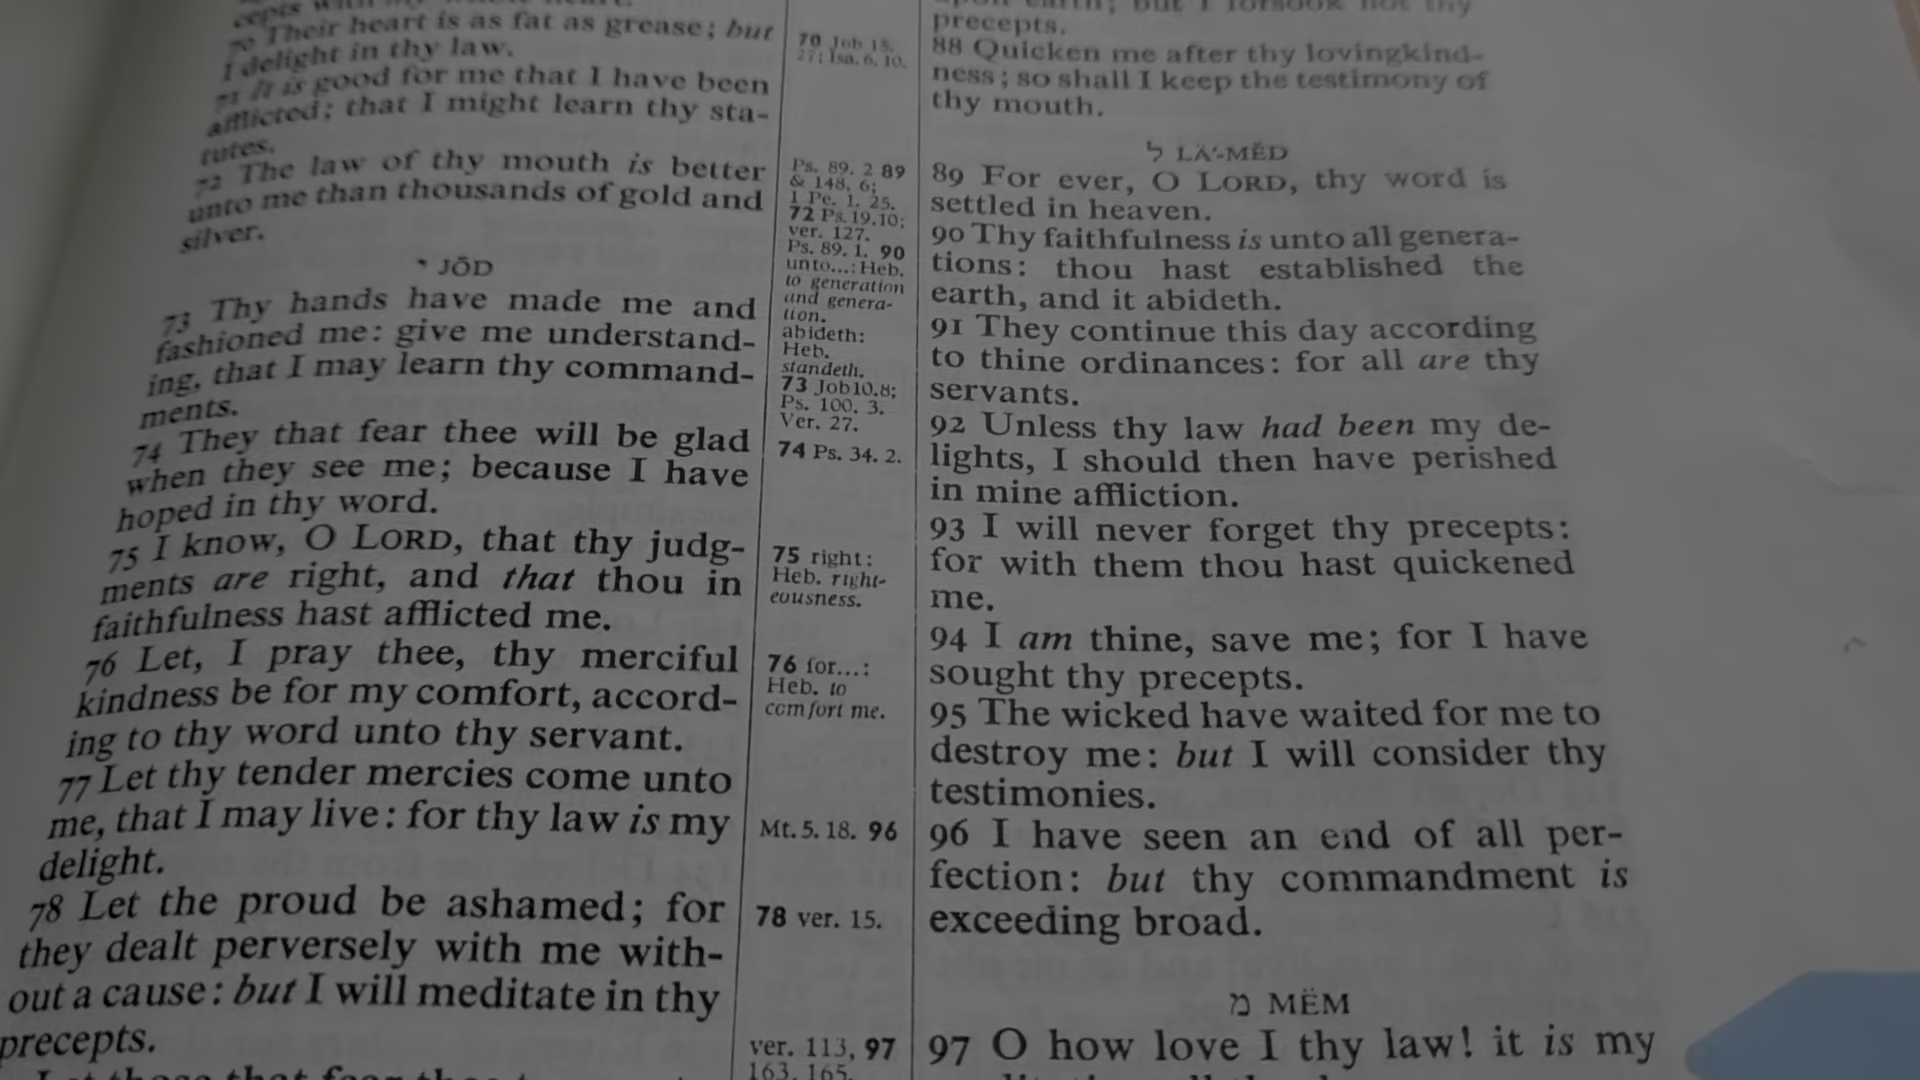 70 Their heart is as fat as grease; but
I delight in thy law.
71 It is good for me that I have been
afflicted; that I might learn thy sta-
tutes.
72 The law of thy mouth is better
unto me than thousands of gold and
silver.
י JŌD
73 Thy hands have made me and
fashioned me: give me understand-
ing, that I may learn thy command-
ments.
74 They that fear thee will be glad
when they see me; because I have
hoped in thy word.
75 I know, O LORD, that thy judg-
ments are right, and that thou in
faithfulness hast afflicted me.
76 Let, I pray thee, thy merciful
kindness be for my comfort, accord-
ing to thy word unto thy servant.
77 Let thy tender mercies come unto
me, that I may live: for thy law is my
delight.
78 Let the proud be ashamed; for
they dealt perversely with me with-
out a cause: but I will meditate in thy
precepts.
70 Job 15.
27; Isa. 6. 10.
Ps. 89. 2 89
& 148. 6;
1 Pe. 1. 25.
72 Ps. 19.10;
ver. 127.
Ps. 89. 1. 90
unto...: Heb.
to generation
and genera-
tion.
abideth:
Heb.
standeth.
73 Job 10.8;
Ps. 100. 3.
Ver. 27.
74 Ps. 34. 2.
75 right:
Heb. right-
eousness.
76 for...:
Heb. to
comfort me.
Mt. 5. 18. 96
78 ver. 15.
ver. 113, 97
163, 165.
precepts.
88 Quicken me after thy lovingkind-
ness; so shall I keep the testimony of
thy mouth.
ל LÄ'-MĔD
89 For ever, O LORD, thy word is
settled in heaven.
90 Thy faithfulness is unto all genera-
tions: thou hast established the
earth, and it abideth.
91 They continue this day according
to thine ordinances: for all are thy
servants.
92 Unless thy law had been my de-
lights, I should then have perished
in mine affliction.
93 I will never forget thy precepts:
for with them thou hast quickened
me.
94 I am thine, save me; for I have
sought thy precepts.
95 The wicked have waited for me to
destroy me: but I will consider thy
testimonies.
96 I have seen an end of all per-
fection: but thy commandment is
exceeding broad.
מ MËM
97 O how love I thy law! it is my